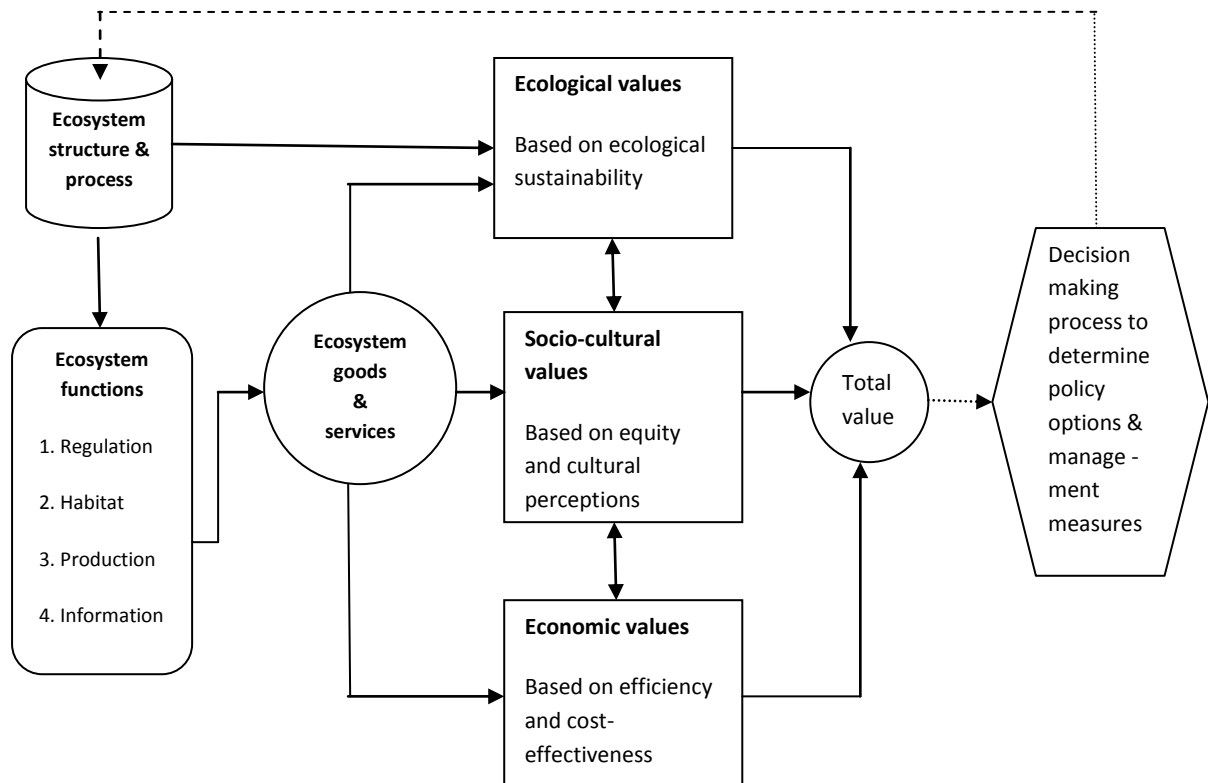 Ecosystem
structure &
process
Ecosystem
functions
1. Regulation
2. Habitat
3. Production
4. Information
Ecosystem
goods
&
services
Ecological values
Based on ecological
sustainability
Socio-cultural
values
Based on equity
and cultural
perceptions
Economic values
Based on efficiency
and cost-
effectiveness
Total
value
Decision
making
process to
determine
policy
options &
manage -
ment
measures